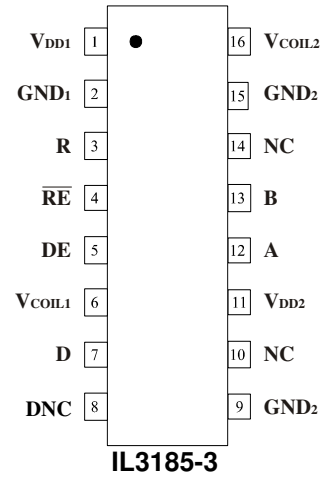 VDD1 1 16 VCOIL2
GND1 2 15 GND2
R 3 14 NC
RE 4 13 B
DE 5 12 A
VCOIL1 6 11 VDD2
D 7 10 NC
DNC 8 9 GND2
IL3185-3